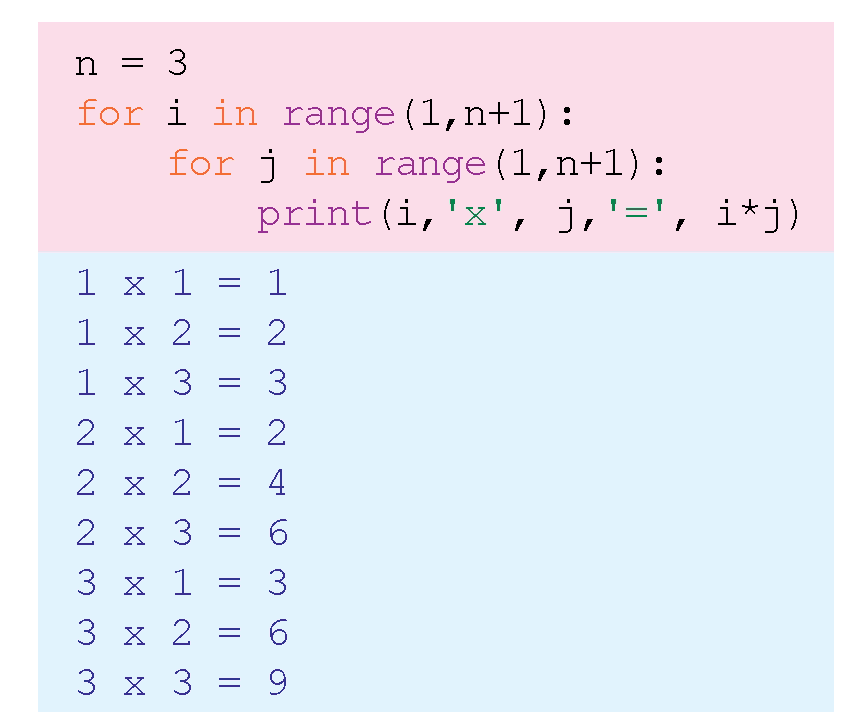 n = 3
for i in range(1,n+1):
    for j in range(1,n+1):
        print(i,'x', j,'=', i*j)
1 x 1 = 1
1 x 2 = 2
1 x 3 = 3
2 x 1 = 2
2 x 2 = 4
2 x 3 = 6
3 x 1 = 3
3 x 2 = 6
3 x 3 = 9